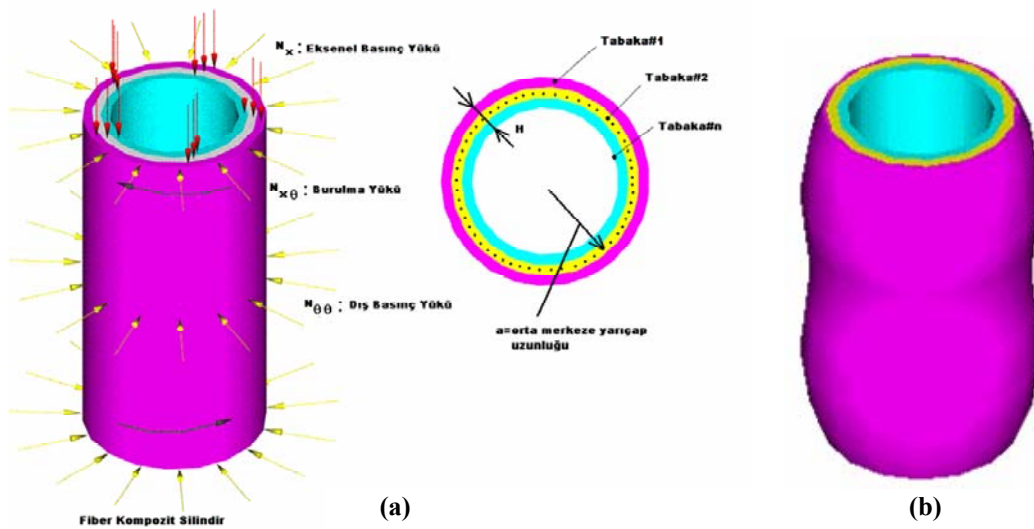 Nx : Eksenel Basınç Yükü
Nxθ : Burulma Yükü
Nθθ : Dış Basınç Yükü
Fiber Kompozit Silindir
Tabaka#1
Tabaka#2
Tabaka#n
H
a=orta merkeze yarıçap
uzunluğu
(a)
(b)